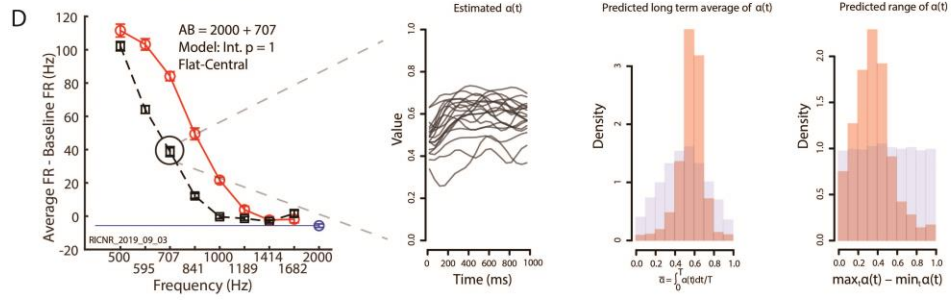 D
AB = 2000 + 707
Model: Int. p = 1
Flat-Central
Average FR - Baseline FR (Hz)
120
100
80
60
40
20
0
-20
RICNR_2019_09_03
500 707 1000 1414 2000
595 841 1189 1682
Frequency (Hz)
Estimated α(t)
Value
1.0
0.8
0.6
0.4
0.2
0.0
0 200 400 600 1000
Time (ms)
Predicted long term average of α(t)
Density
3
2
1
0
0.0 0.2 0.4 0.6 0.8 1.0
α̅=∫₀ᵀα(t)dt/T
Predicted range of α(t)
Density
2.0
1.5
1.0
0.5
0.0
0.0 0.2 0.4 0.6 0.8 1.0
maxₜα(t) − minₜα(t)